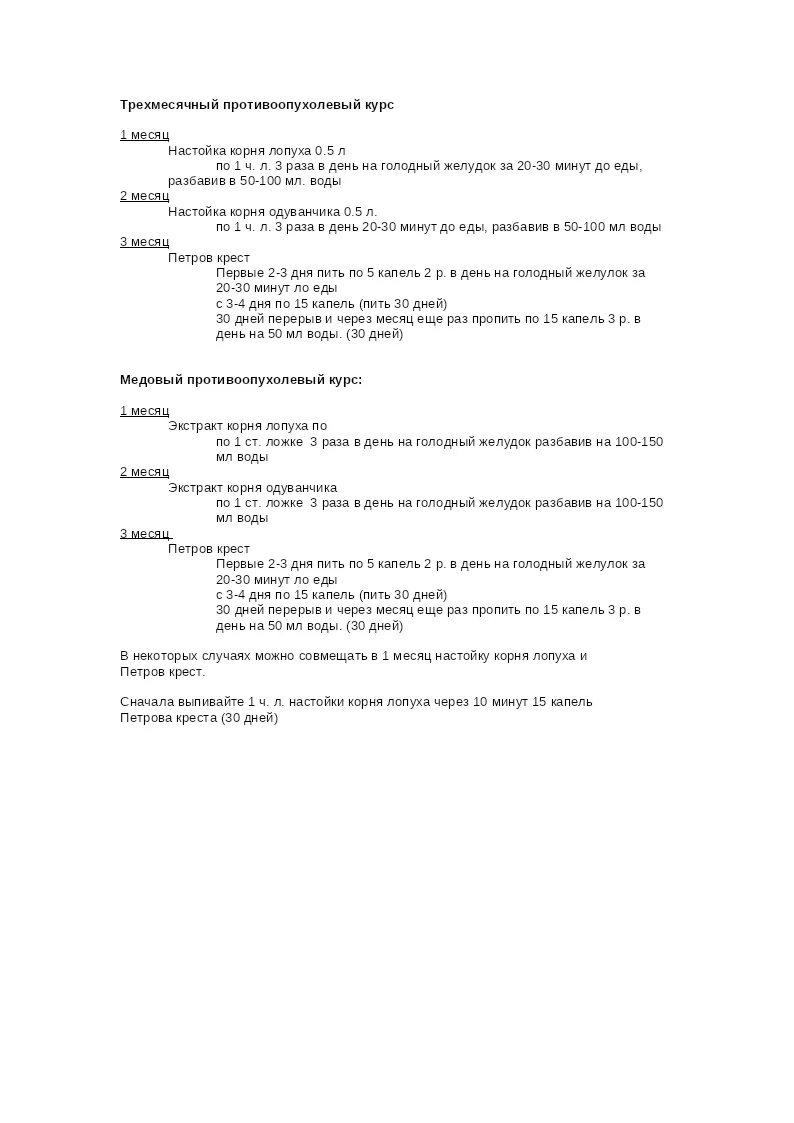 Трехмесячный противоопухолевый курс
1 месяц
Настойка корня лопуха 0.5 л
по 1 ч. л. 3 раза в день на голодный желудок за 20-30 минут до еды,
разбавив в 50-100 мл. воды
2 месяц
Настойка корня одуванчика 0.5 л.
по 1 ч. л. 3 раза в день 20-30 минут до еды, разбавив в 50-100 мл воды
3 месяц
Петров крест
Первые 2-3 дня пить по 5 капель 2 р. в день на голодный желулок за
20-30 минут ло еды
с 3-4 дня по 15 капель (пить 30 дней)
30 дней перерыв и через месяц еще раз пропить по 15 капель 3 р. в
день на 50 мл воды. (30 дней)
Медовый противоопухолевый курс:
1 месяц
Экстракт корня лопуха по
по 1 ст. ложке  3 раза в день на голодный желудок разбавив на 100-150
мл воды
2 месяц
Экстракт корня одуванчика
по 1 ст. ложке  3 раза в день на голодный желудок разбавив на 100-150
мл воды
3 месяц
Петров крест
Первые 2-3 дня пить по 5 капель 2 р. в день на голодный желулок за
20-30 минут ло еды
с 3-4 дня по 15 капель (пить 30 дней)
30 дней перерыв и через месяц еще раз пропить по 15 капель 3 р. в
день на 50 мл воды. (30 дней)
В некоторых случаях можно совмещать в 1 месяц настойку корня лопуха и
Петров крест.
Сначала выпивайте 1 ч. л. настойки корня лопуха через 10 минут 15 капель
Петрова креста (30 дней)